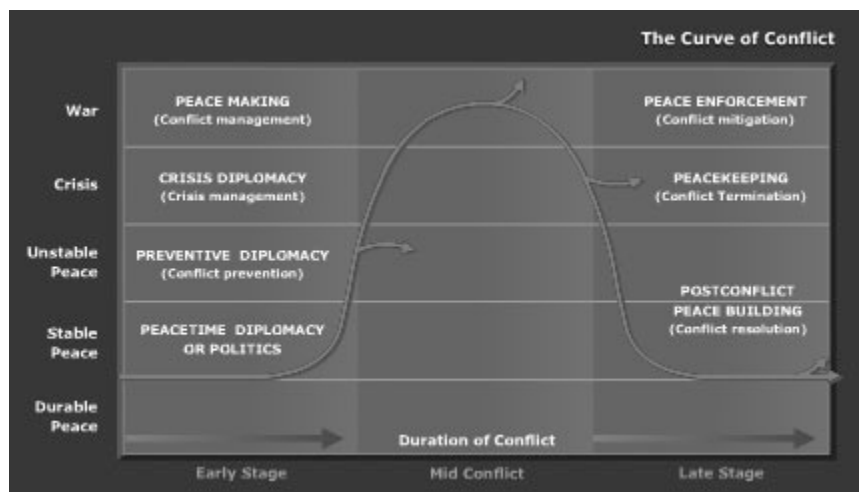 The Curve of Conflict
War
PEACE MAKING
(Conflict management)
PEACE ENFORCEMENT
(Conflict mitigation)
Crisis
CRISIS DIPLOMACY
(Crisis management)
PEACEKEEPING
(Conflict Termination)
Unstable
Peace
PREVENTIVE DIPLOMACY
(Conflict prevention)
POSTCONFLICT
PEACE BUILDING
(Conflict resolution)
Stable
Peace
PEACETIME DIPLOMACY
OR POLITICS
Durable
Peace
Duration of Conflict
Early Stage
Mid Conflict
Late Stage